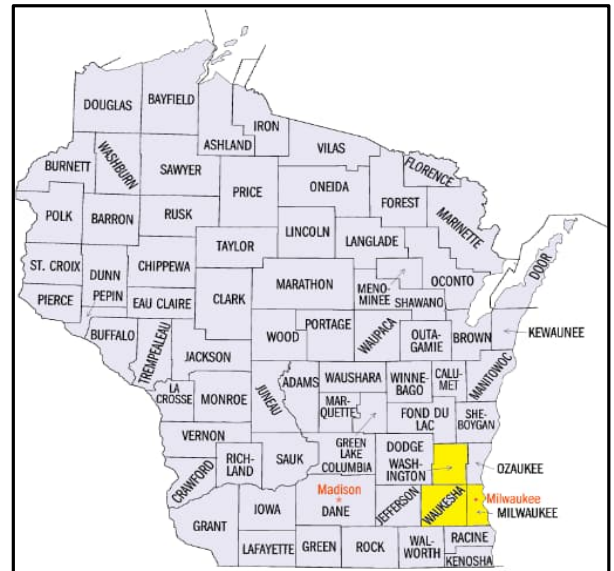 DOUGLAS
BAYFIELD
ASHLAND
IRON
VILAS
FLORENCE
BURNETT
WASHBURN
SAWYER
PRICE
ONEIDA
FOREST
MARINETTE
POLK
BARRON
RUSK
TAYLOR
LINCOLN
LANGLADE
ST. CROIX
DUNN
CHIPPEWA
CLARK
MARATHON
MENO-
MINEE
SHAWANO
OCONTO
DOOR
PIERCE
PEPIN
EAU CLAIRE
BUFFALO
TREMPEALEAU
JACKSON
WOOD
PORTAGE
WAUPACA
OUTA-
GAMIE
BROWN
KEWAUNEE
LA
CROSSE
MONROE
JUNEAU
ADAMS
WAUSHARA
WINNE-
BAGO
CALU-
MET
MANITOWOC
MAR-
QUETTE
GREEN
LAKE
FOND DU
LAC
SHE-
BOYGAN
VERNON
RICH-
LAND
SAUK
COLUMBIA
DODGE
WASH-
INGTON
OZAUKEE
CRAWFORD
GRANT
IOWA
Madison
DANE
JEFFERSON
WAUKESHA
Milwaukee
MILWAUKEE
LAFAYETTE
GREEN
ROCK
WAL-
WORTH
RACINE
KENOSHA